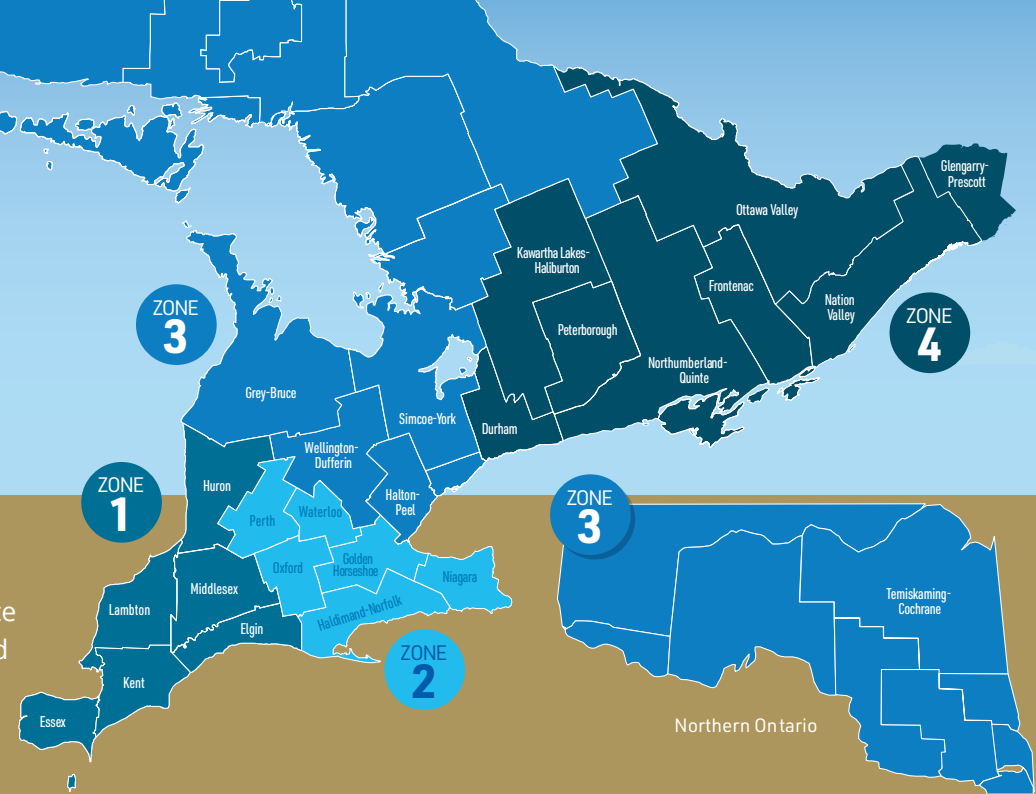 Glengarry-
Prescott
Ottawa Valley
Kawartha Lakes-
Haliburton
Frontenac
Nation
Valley
ZONE
3
ZONE
4
Peterborough
Northumberland-
Quinte
Grey-Bruce
Simcoe-York
Durham
Wellington-
Dufferin
ZONE
1
Huron
Halton-
Peel
Perth
Waterloo
ZONE
3
Oxford
Golden
Horseshoe
Niagara
Middlesex
Temiskaming-
Cochrane
Lambton
Haldimand-Norfolk
te
d
Elgin
ZONE
2
Kent
Essex
Northern Ontario